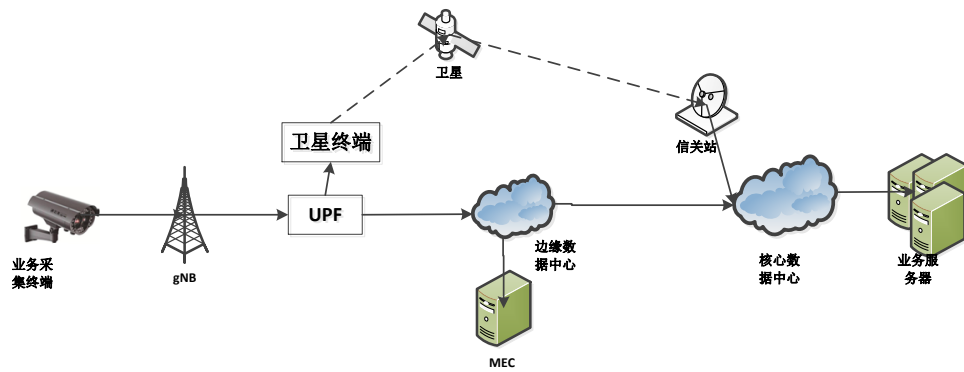 卫星
卫星终端
信关站
UPF
业务采
集终端
gNB
边缘数
据中心
核心数
据中心
业务服
务器
MEC